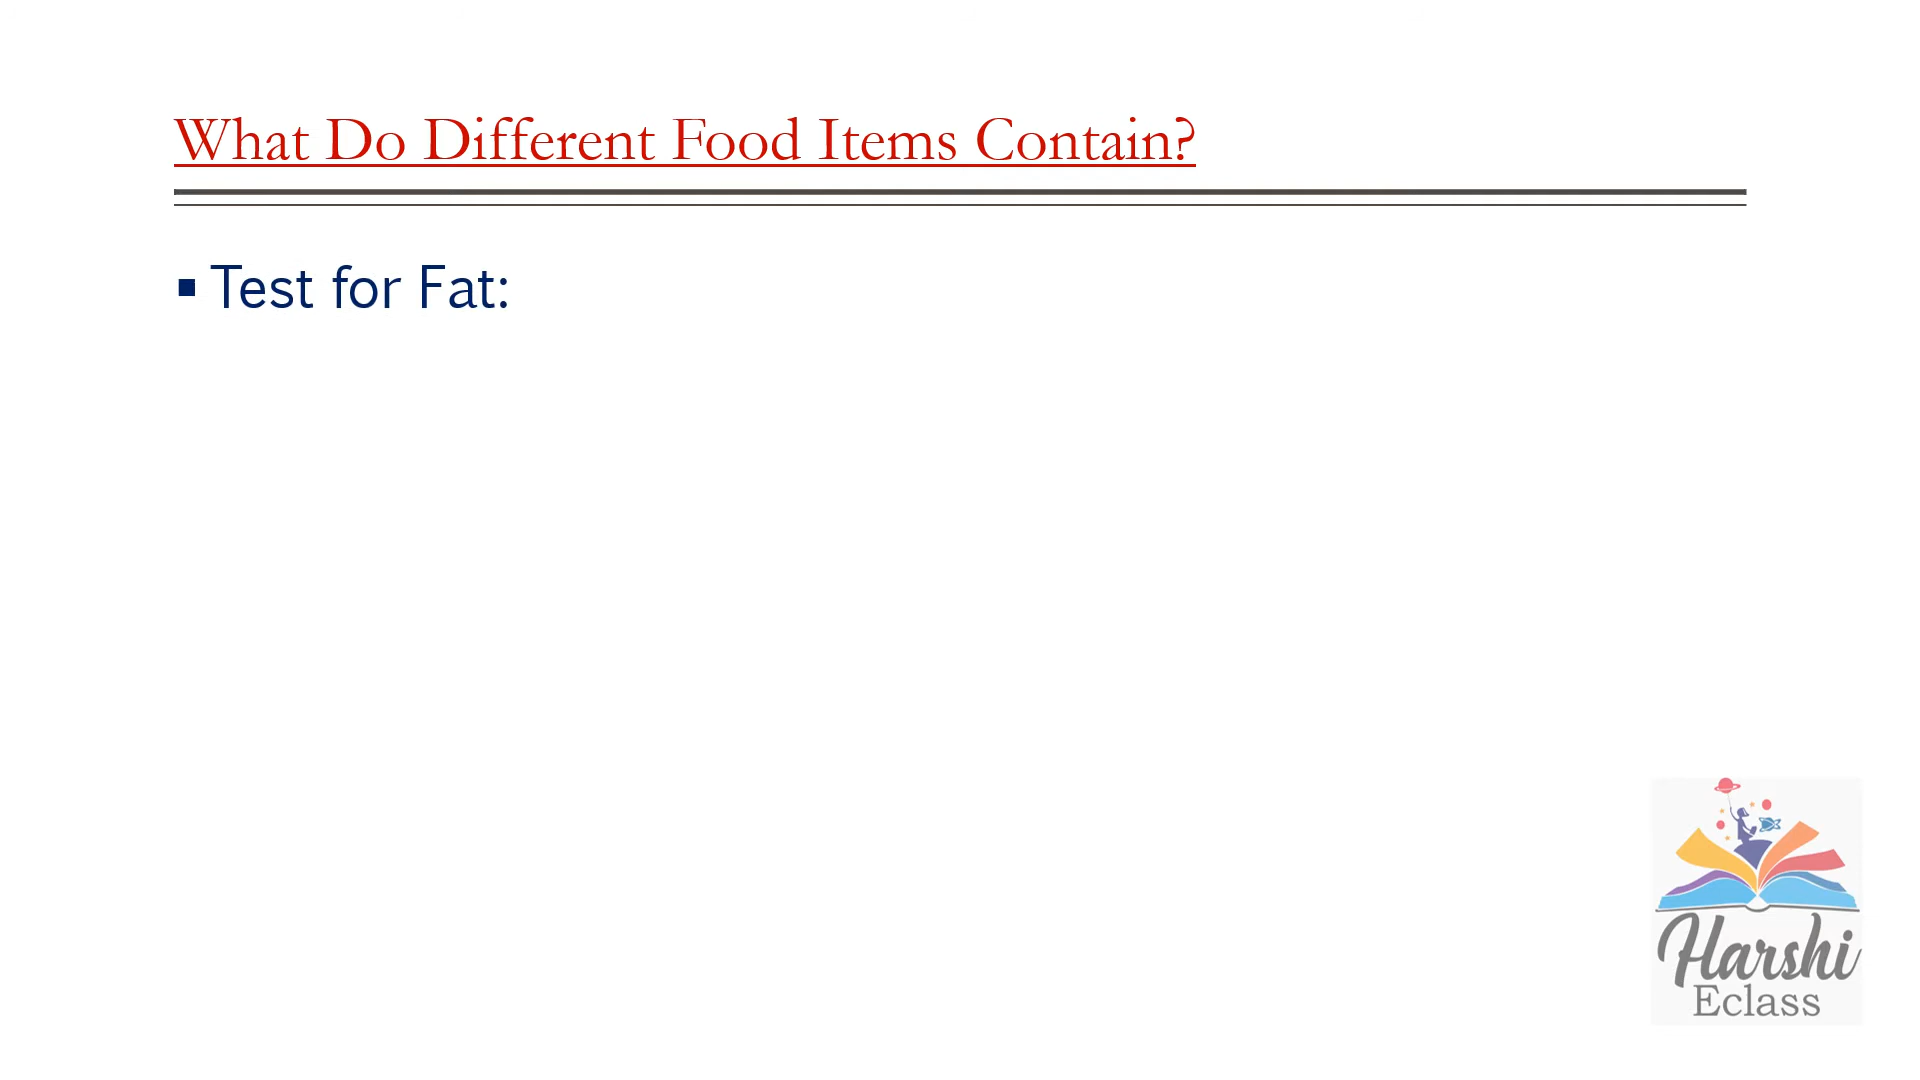 What Do Different Food Items Contain?
▪ Test for Fat:
Harshi
Eclass